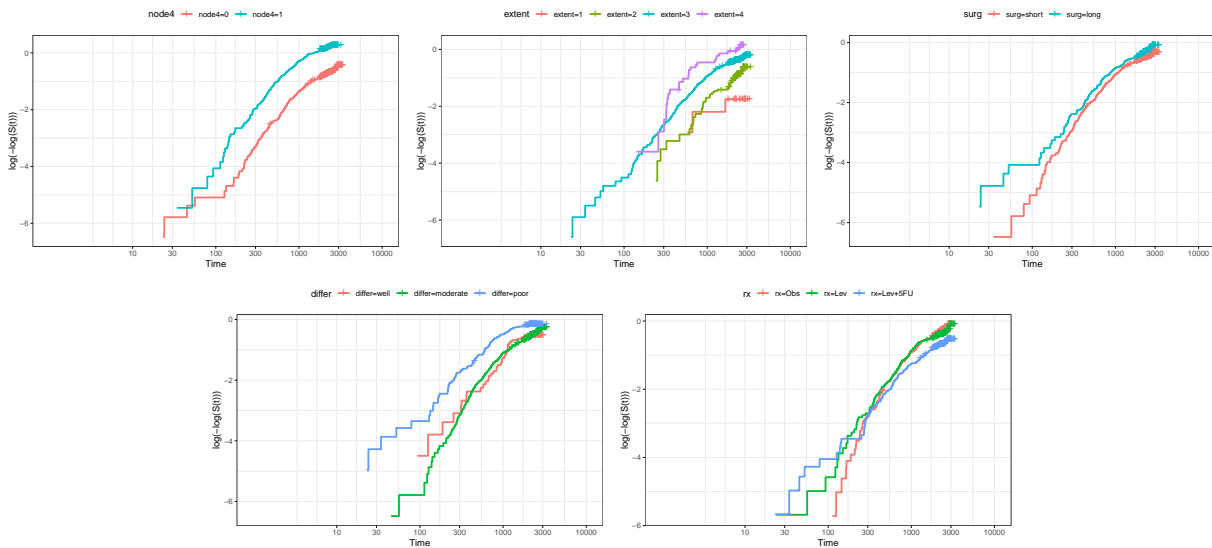 node4 node4=0 node4=1
log(−log(S(t)))
0
−2
−4
−6
10 30 100 300 1000 3000 10000
Time
extent extent=1 extent=2 extent=3 extent=4
log(−log(S(t)))
0
−2
−4
−6
10 30 100 300 1000 3000 10000
Time
surg surg=short surg=long
log(−log(S(t)))
0
−2
−4
−6
10 30 100 300 1000 3000 10000
Time
differ differ=well differ=moderate differ=poor
log(−log(S(t)))
0
−2
−4
−6
10 30 100 300 1000 3000 10000
Time
rx rx=Obs rx=Lev rx=Lev+5FU
log(−log(S(t)))
0
−2
−4
−6
10 30 100 300 1000 3000 10000
Time